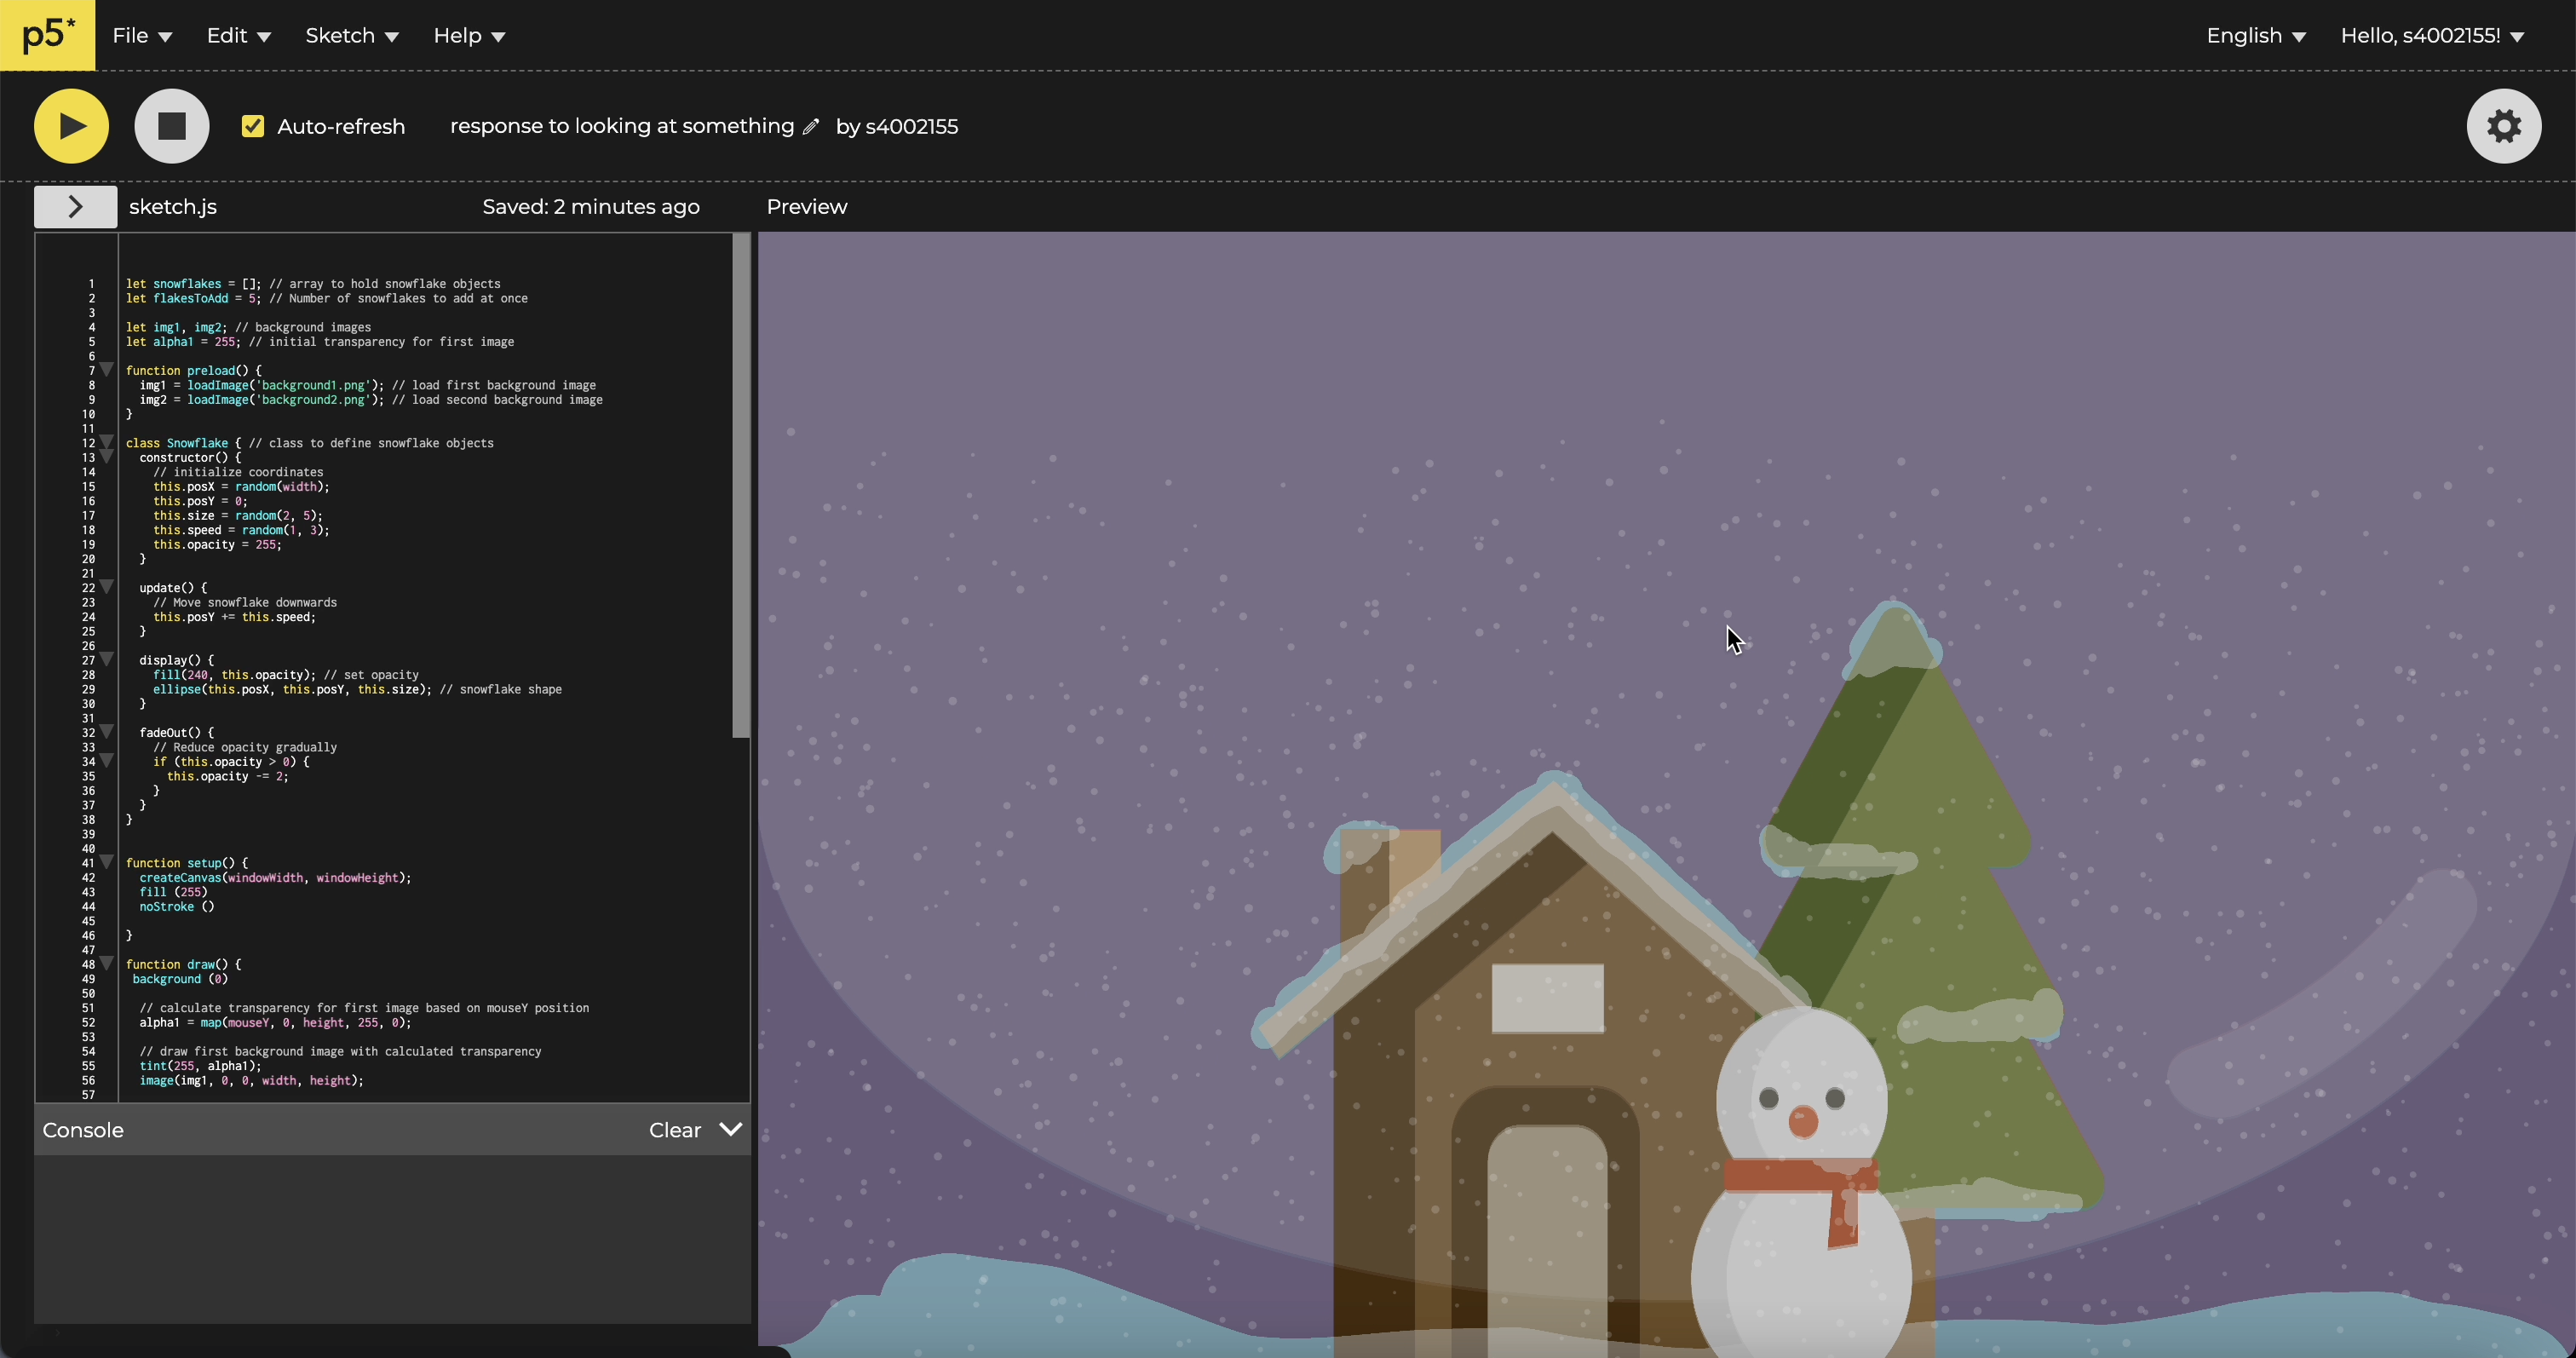 p5* File Edit Sketch Help English Hello, s4002155!
Auto-refresh response to looking at something by s4002155
sketch.js Saved: 2 minutes ago Preview
1 let snowflakes = []; // array to hold snowflake objects
2 let flakesToAdd = 5; // Number of snowflakes to add at once
3
4 let img1, img2; // background images
5 let alpha1 = 255; // initial transparency for first image
6
7 function preload() {
8 img1 = loadImage('background1.png'); // load first background image
9 img2 = loadImage('background2.png'); // load second background image
10 }
11
12 class Snowflake { // class to define snowflake objects
13 constructor() {
14 // initialize coordinates
15 this.posX = random(width);
16 this.posY = 0;
17 this.size = random(2, 5);
18 this.speed = random(1, 3);
19 this.opacity = 255;
20 }
21
22 update() {
23 // Move snowflake downwards
24 this.posY += this.speed;
25 }
26
27 display() {
28 fill(240, this.opacity); // set opacity
29 ellipse(this.posX, this.posY, this.size); // snowflake shape
30 }
31
32 fadeOut() {
33 // Reduce opacity gradually
34 if (this.opacity > 0) {
35 this.opacity -= 2;
36 }
37 }
38 }
39
40
41 function setup() {
42 createCanvas(windowWidth, windowHeight);
43 fill (255)
44 noStroke ()
45
46 }
47
48 function draw() {
49 background (0)
50
51 // calculate transparency for first image based on mouseY position
52 alpha1 = map(mouseY, 0, height, 255, 0);
53
54 // draw first background image with calculated transparency
55 tint(255, alpha1);
56 image(img1, 0, 0, width, height);
57
Console Clear